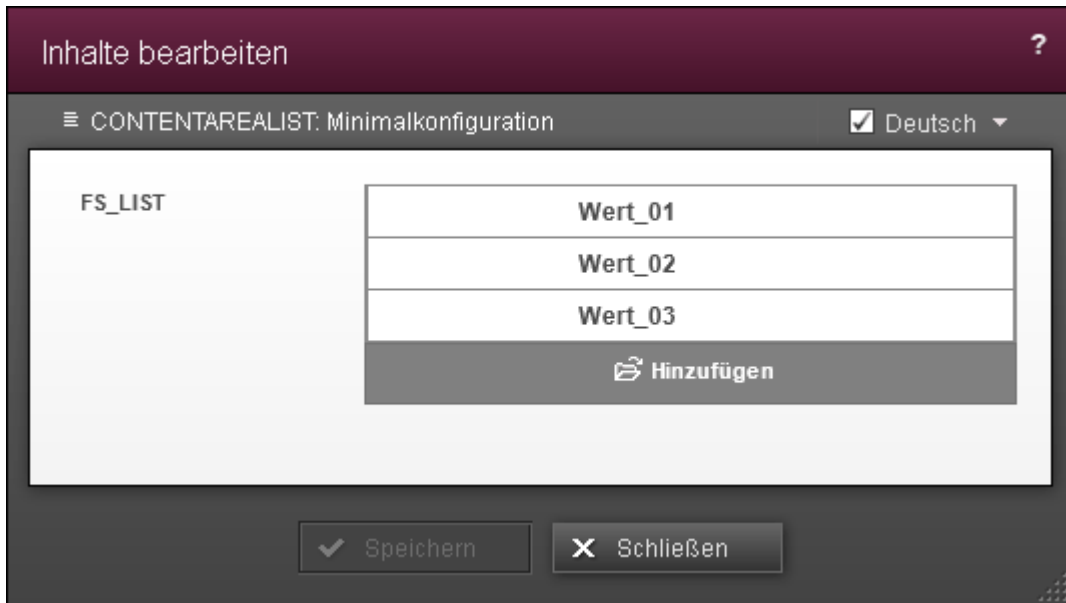 Inhalte bearbeiten ?
CONTENTAREALIST: Minimalkonfiguration Deutsch
FS_LIST
Wert_01
Wert_02
Wert_03
Hinzufügen
Speichern Schließen